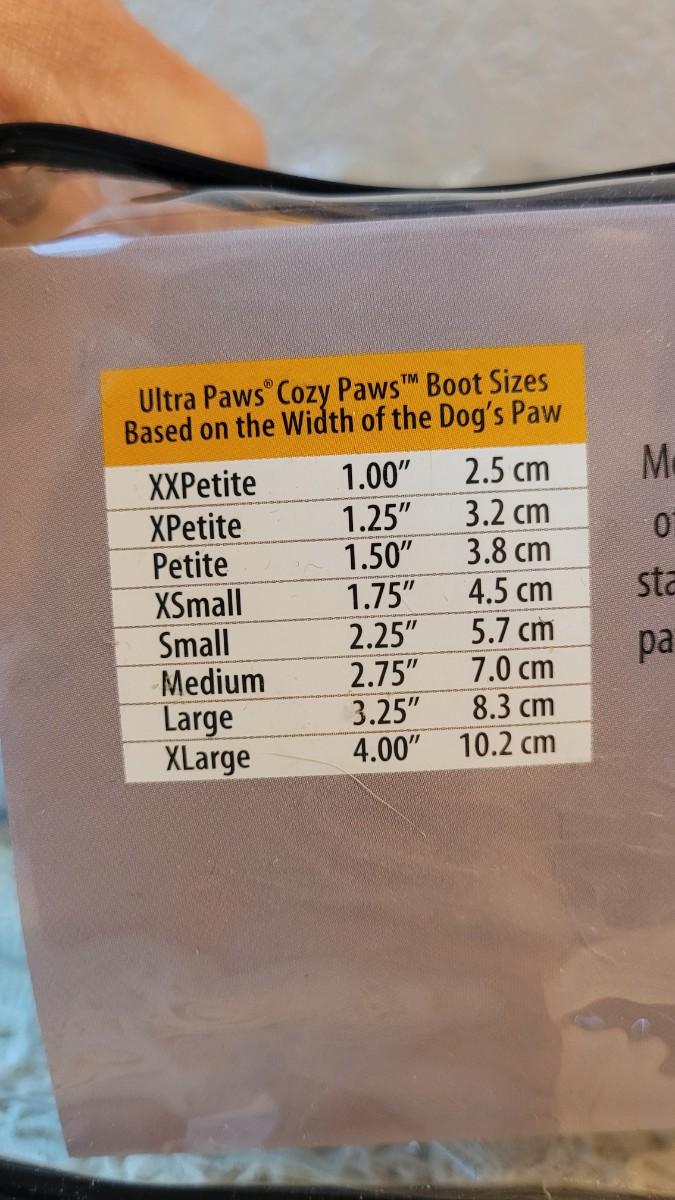 Ultra Paws® Cozy Paws™ Boot Sizes
Based on the Width of the Dog's Paw
XXPetite 1.00" 2.5 cm
XPetite 1.25" 3.2 cm
Petite 1.50" 3.8 cm
XSmall 1.75" 4.5 cm
Small 2.25" 5.7 cm
Medium 2.75" 7.0 cm
Large 3.25" 8.3 cm
XLarge 4.00" 10.2 cm